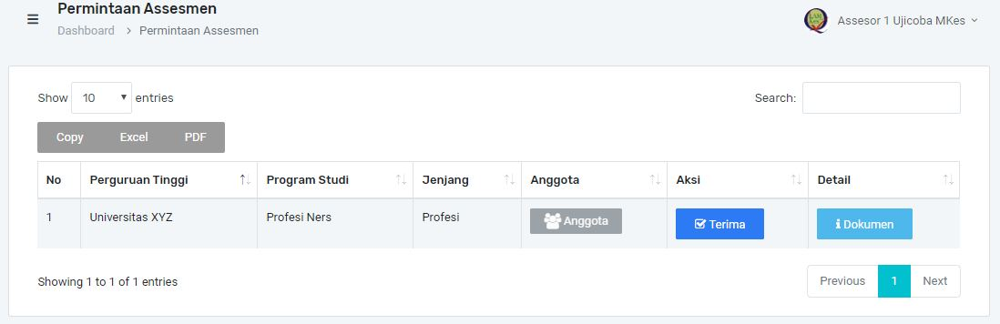 Permintaan Assesmen
Dashboard > Permintaan Assesmen
Assesor 1 Ujicoba MKes
Show 10 entries
Search:
Copy Excel PDF
No Perguruan Tinggi Program Studi Jenjang Anggota Aksi Detail
1 Universitas XYZ Profesi Ners Profesi Anggota Terima Dokumen
Showing 1 to 1 of 1 entries
Previous 1 Next